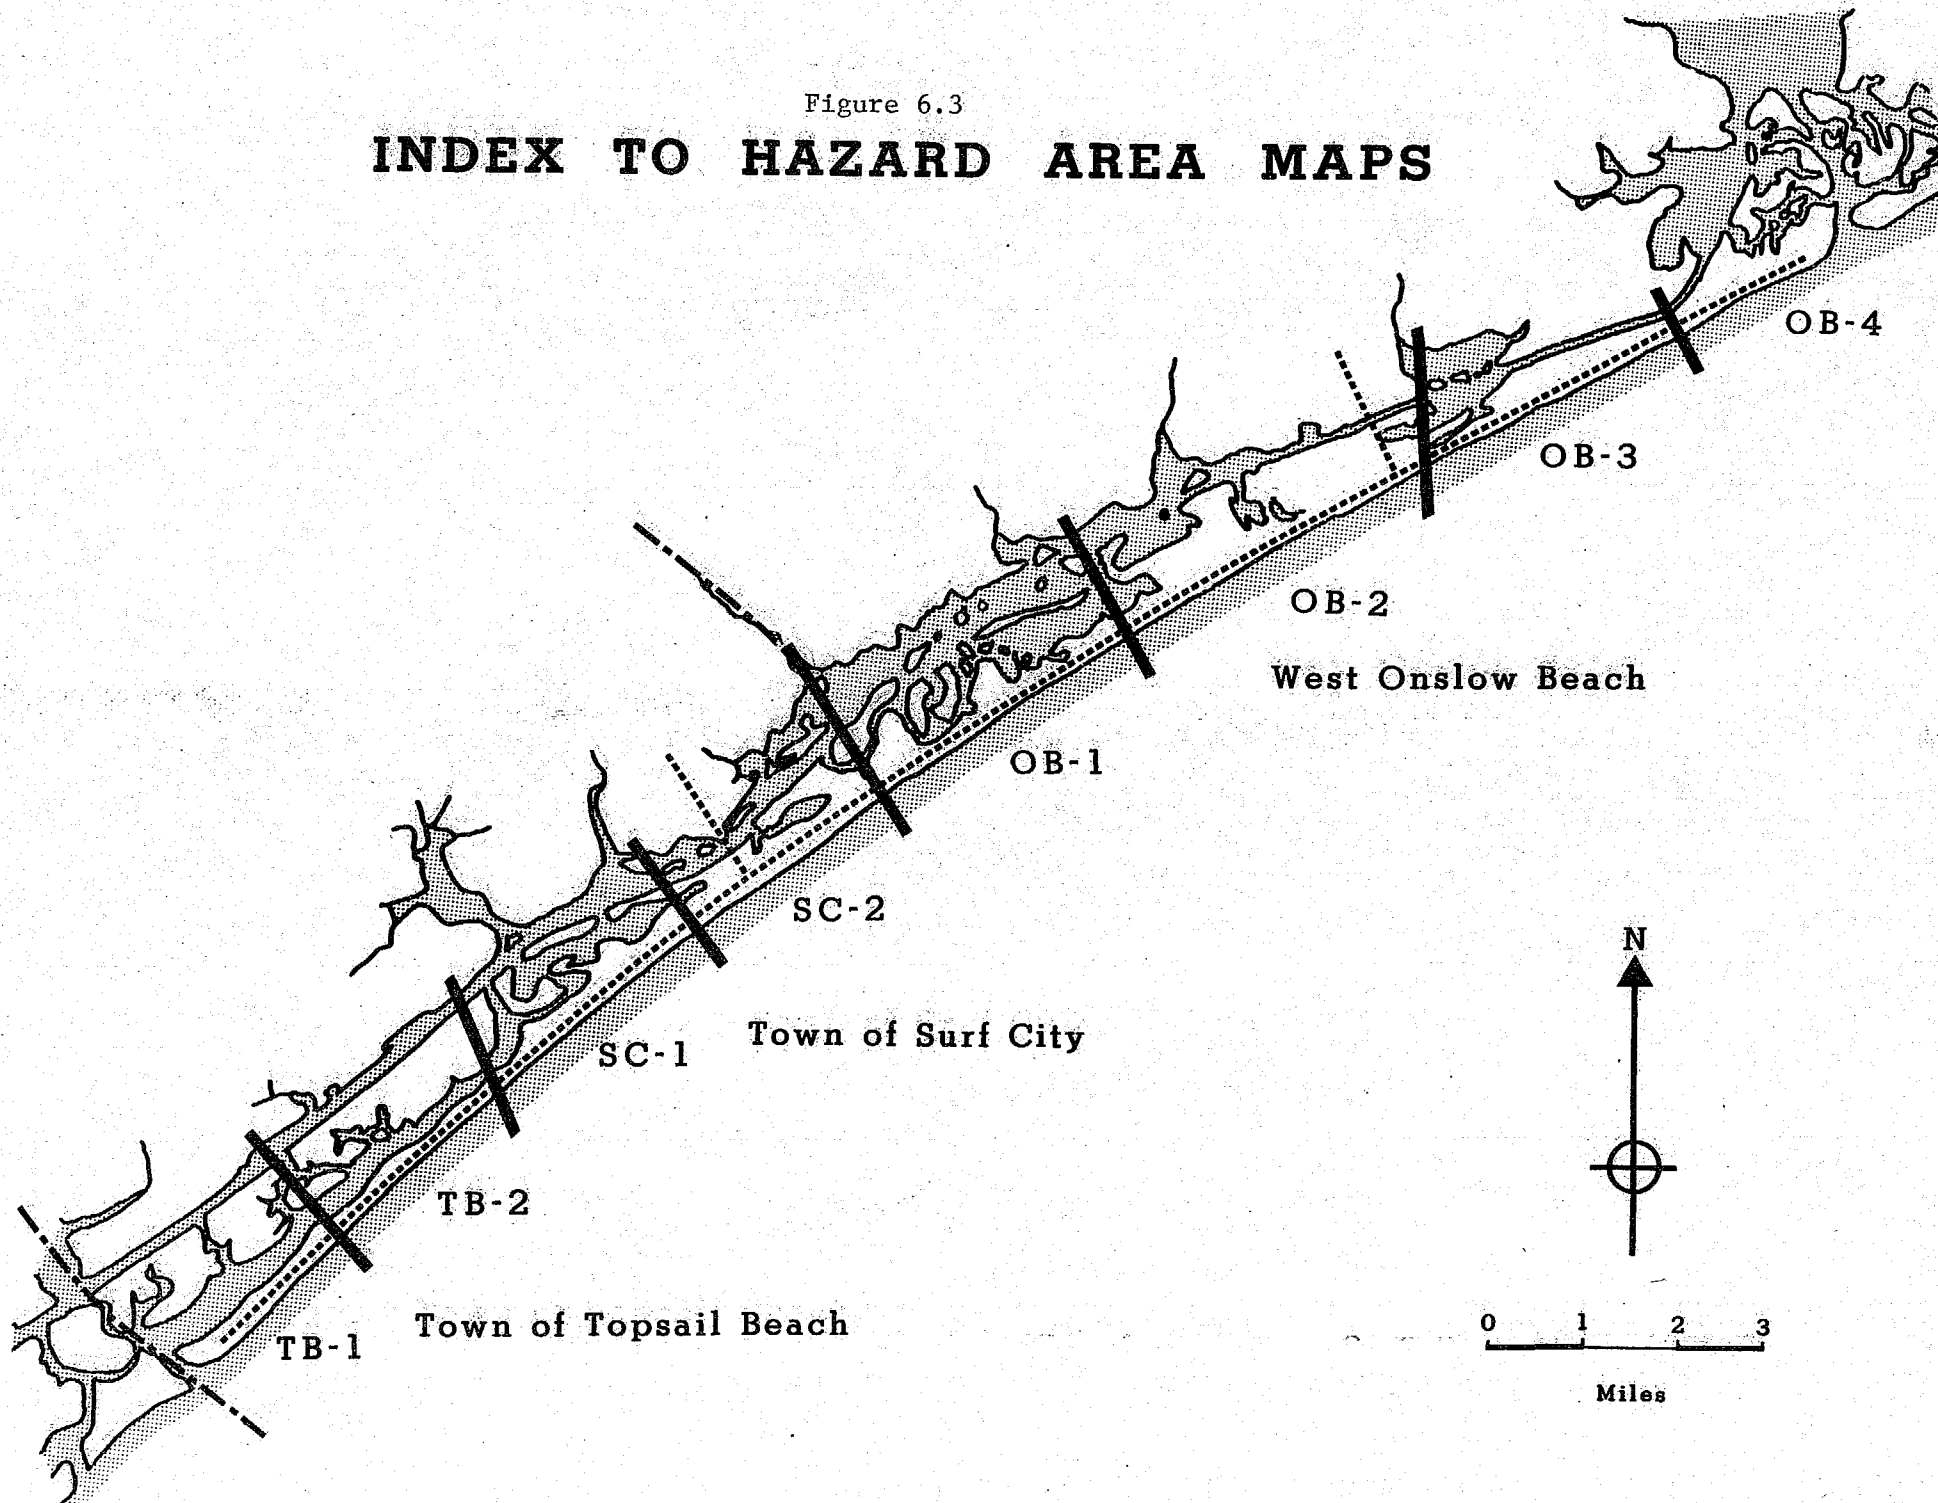 Figure 6.3
INDEX TO HAZARD AREA MAPS
OB-4
OB-3
OB-2
West Onslow Beach
OB-1
SC-2
N
Town of Surf City
SC-1
TB-2
Town of Topsail Beach
TB-1
0 1 2 3
Miles